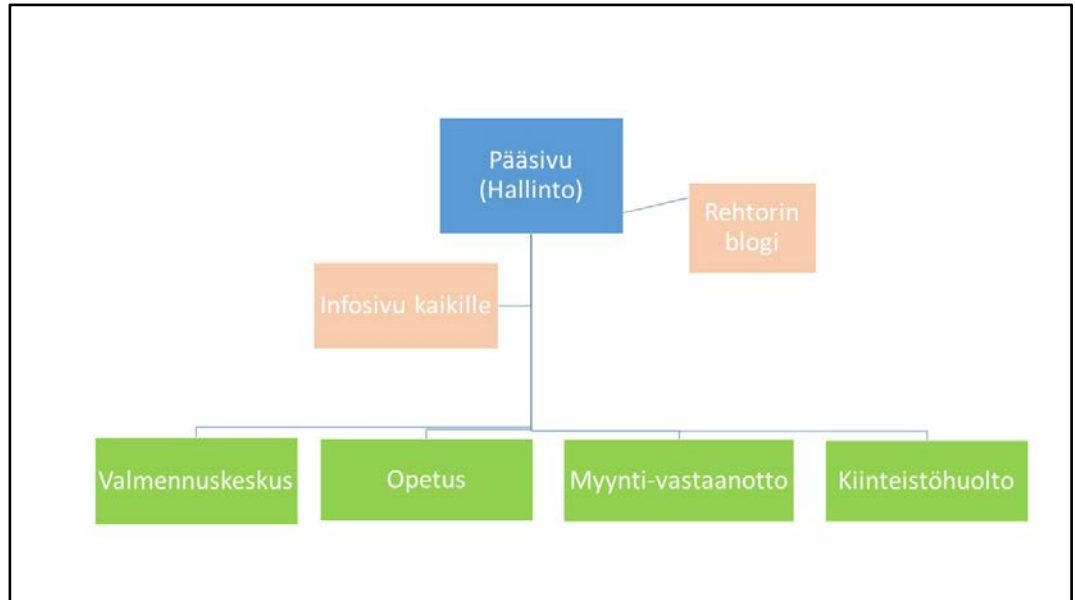 Pääsivu
(Hallinto)
Rehtorin
blogi
Infosivu kaikille
Valmennuskeskus
Opetus
Myynti-vastaanotto
Kiinteistöhuolto